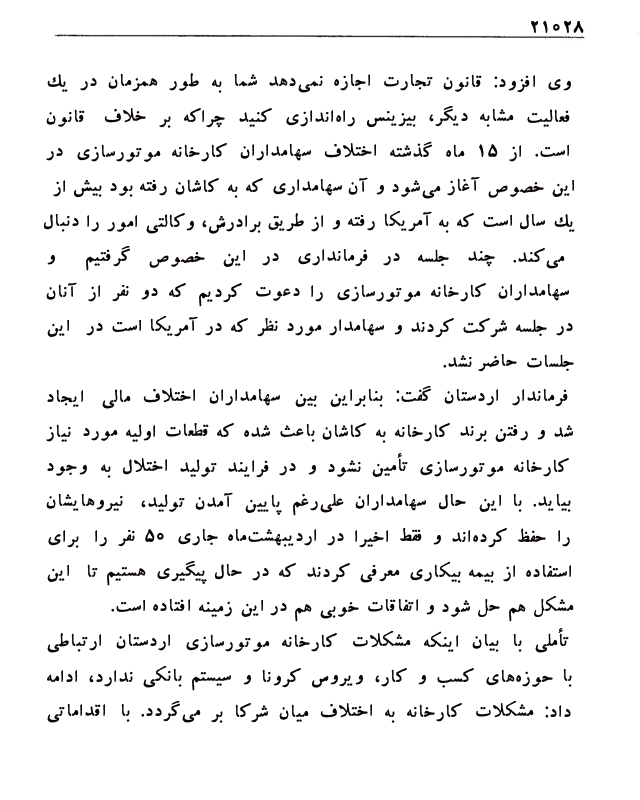 ۲۱۰۲۸
وی افزود: قانون تجارت اجازه نمی‌دهد شما به طور همزمان در یك
فعالیت مشابه دیگر، بیزینس راه‌اندازی کنید چراکه بر خلاف قانون
است. از ۱۵ ماه گذشته اختلاف سهامداران کارخانه موتورسازی در
این خصوص آغاز می‌شود و آن سهامداری که به کاشان رفته بود بیش از
یك سال است که به آمریکا رفته و از طریق برادرش، وکالتی امور را دنبال
می‌کند. چند جلسه در فرمانداری در این خصوص گرفتیم و
سهامداران کارخانه موتورسازی را دعوت کردیم که دو نفر از آنان
در جلسه شرکت کردند و سهامدار مورد نظر که در آمریکا است در این
جلسات حاضر نشد.
فرماندار اردستان گفت: بنابراین بین سهامداران اختلاف مالی ایجاد
شد و رفتن برند کارخانه به کاشان باعث شده که قطعات اولیه مورد نیاز
کارخانه موتورسازی تأمین نشود و در فرایند تولید اختلال به وجود
بیاید. با این حال سهامداران علی‌رغم پایین آمدن تولید، نیروهایشان
را حفظ کرده‌اند و فقط اخیرا در اردیبهشت‌ماه جاری ۵۰ نفر را برای
استفاده از بیمه بیکاری معرفی کردند که در حال پیگیری هستیم تا این
مشکل هم حل شود و اتفاقات خوبی هم در این زمینه افتاده است.
تأملی با بیان اینکه مشکلات کارخانه موتورسازی اردستان ارتباطی
با حوزه‌های کسب و کار، ویروس کرونا و سیستم بانکی ندارد، ادامه
داد: مشکلات کارخانه به اختلاف میان شرکا بر می‌گردد. با اقداماتی